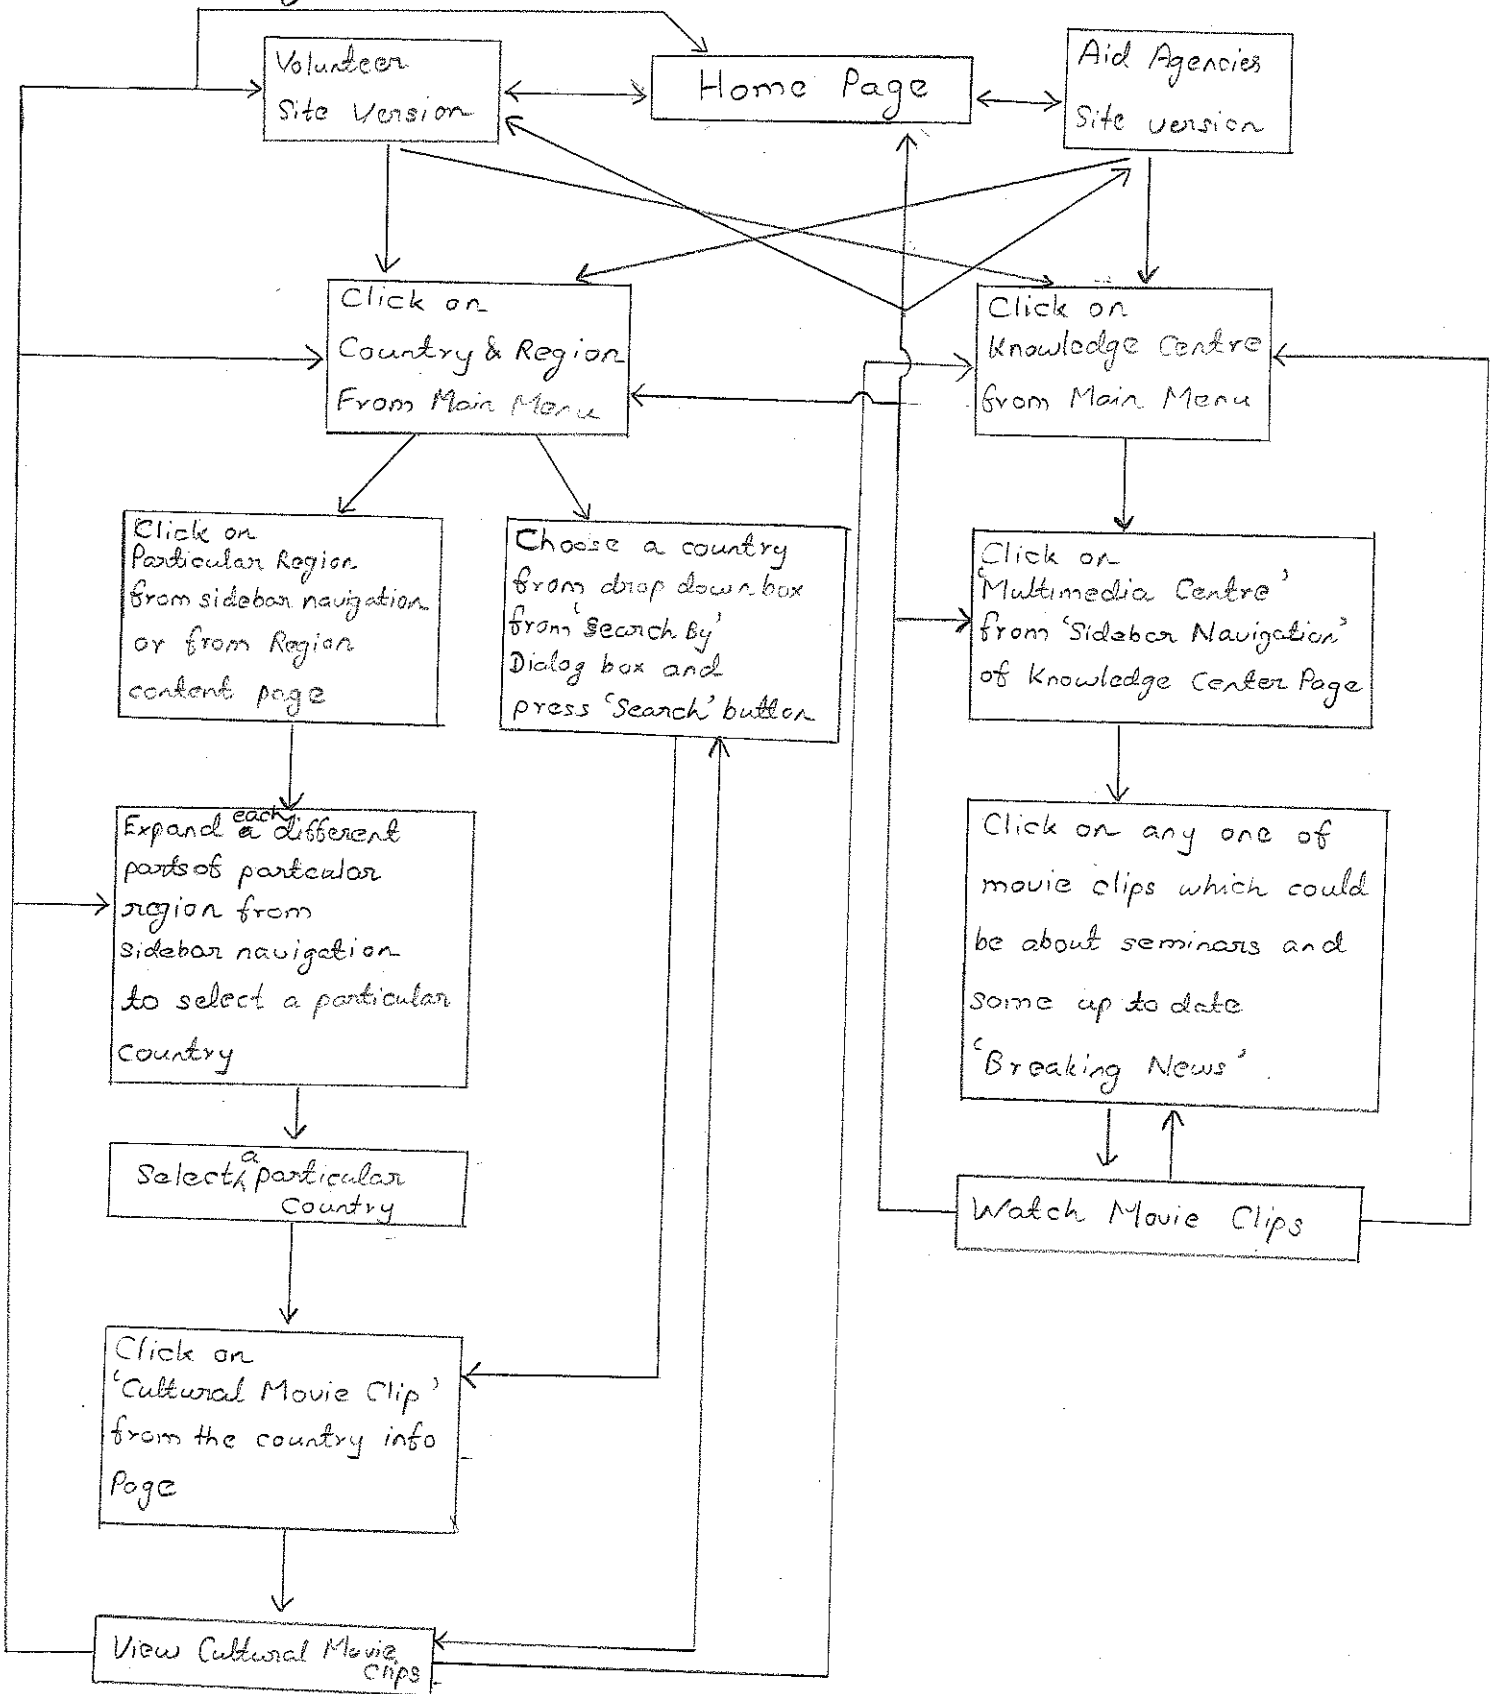 Volunteer
Site Version
Home Page
Aid Agencies
Site version
Click on
Country & Region
From Main Menu
Click on
Knowledge Centre
from Main Menu
Click on
Particular Region
from sidebar navigation
or from Region
content page
Choose a country
from drop down box
from 'Search By'
Dialog box and
press 'Search' button
Click on
'Multimedia Centre'
from 'Sidebar Navigation'
of Knowledge Center Page
Expand each different
parts of partcular
region from
sidebar navigation
to select a particular
Country
Click on any one of
movie clips which could
be about seminars and
some up to date
'Breaking News'
Select a particular
Country
Watch Movie Clips
Click on
'Cultural Movie Clip'
from the country info
Page
View Cultural Movie
Clips